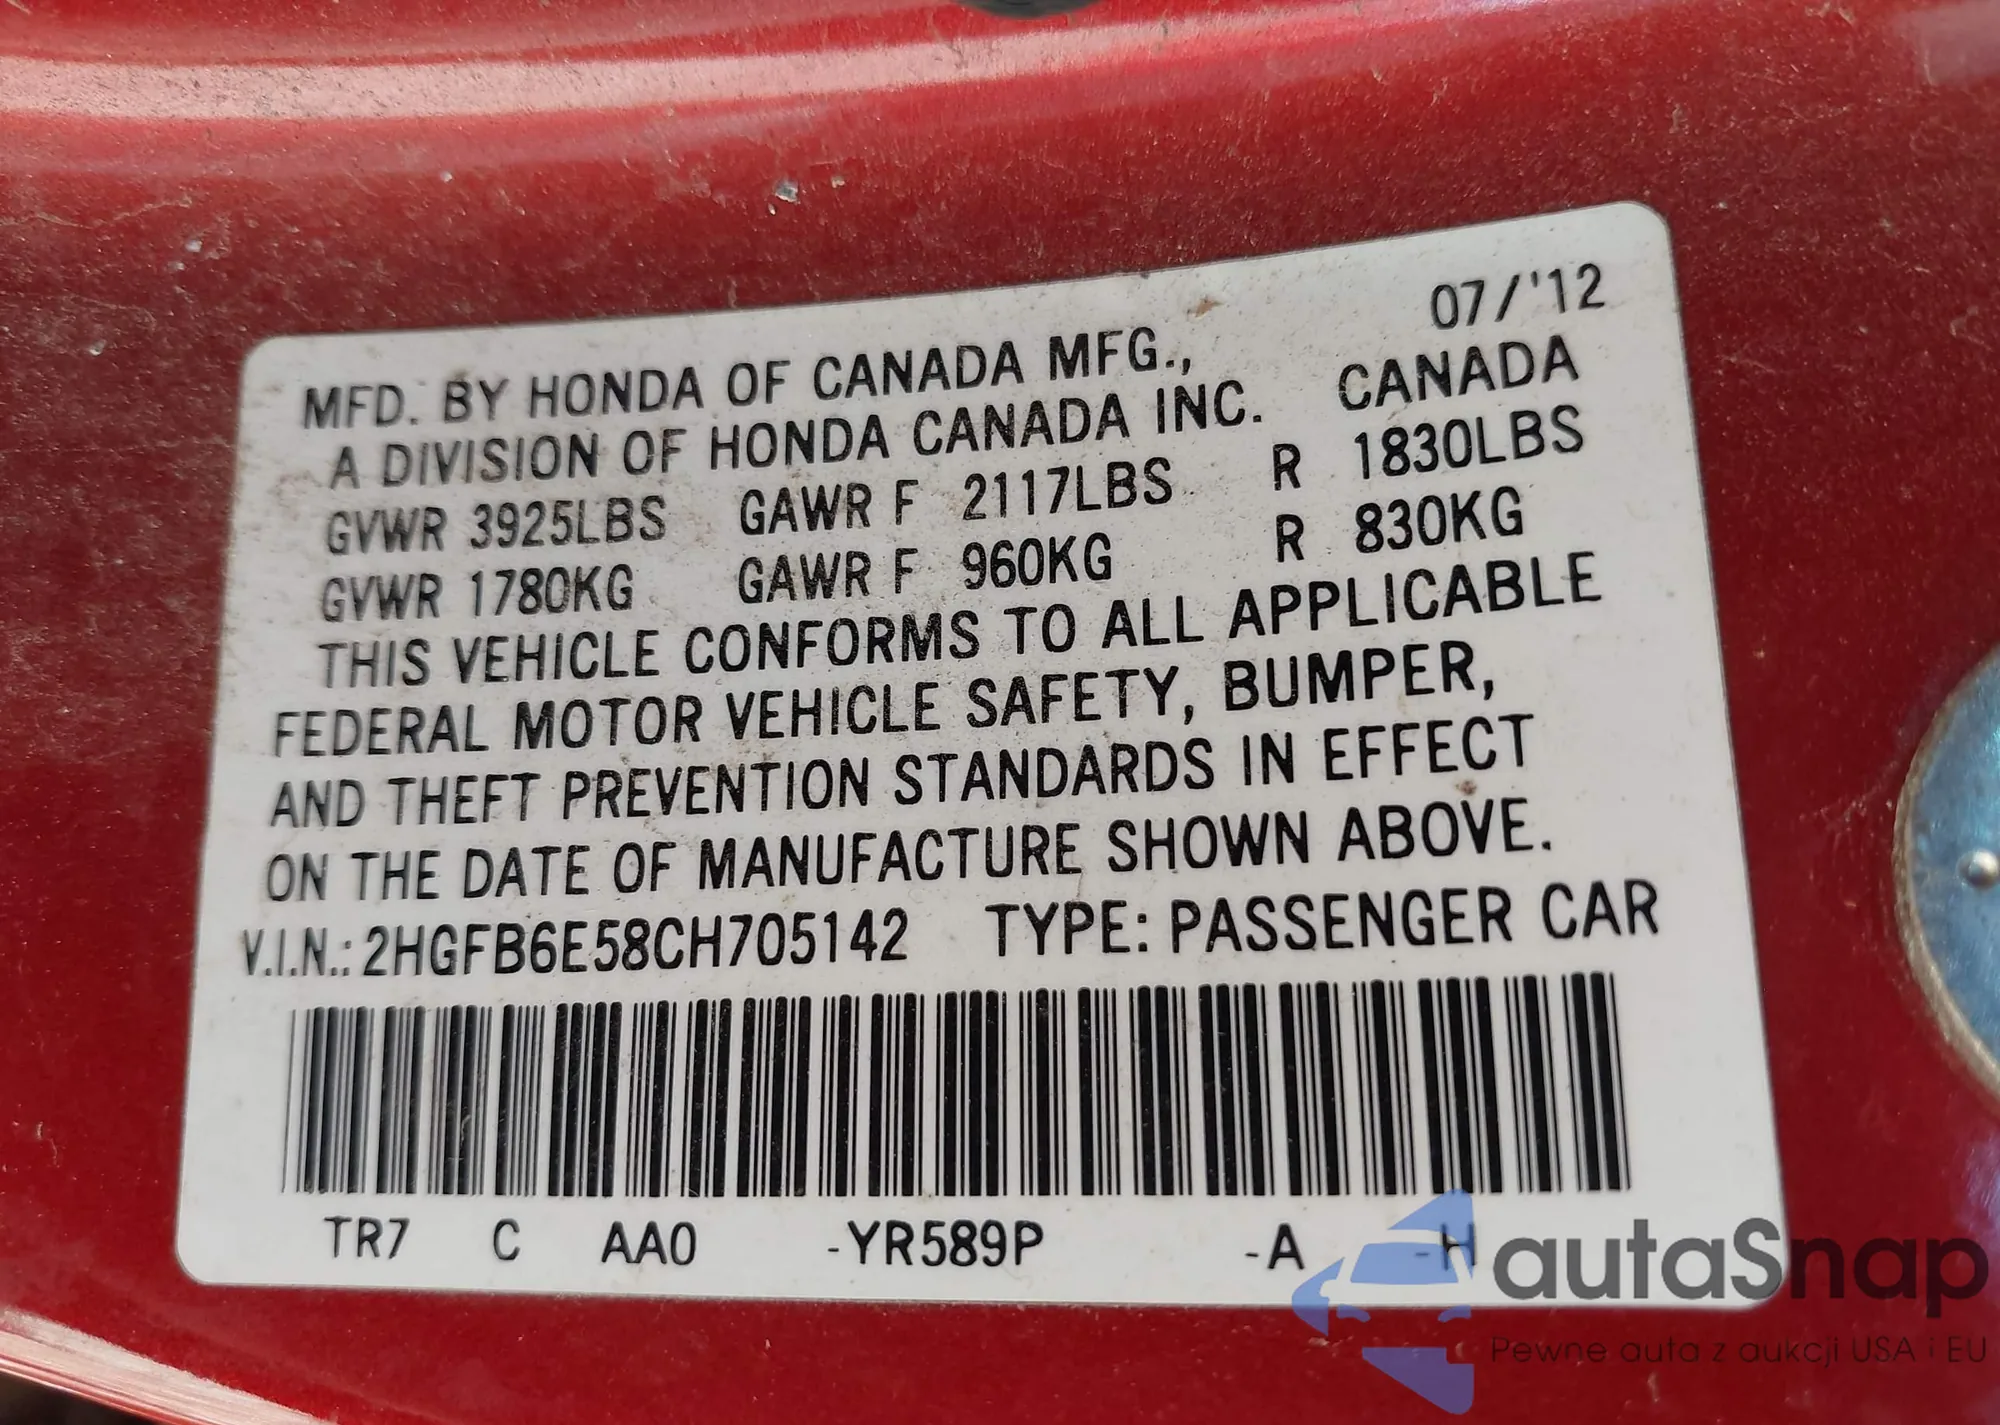 07/'12
MFD. BY HONDA OF CANADA MFG.,
A DIVISION OF HONDA CANADA INC. CANADA
GVWR 3925LBS GAWR F 2117LBS R 1830LBS
GVWR 1780KG GAWR F 960KG R 830KG
THIS VEHICLE CONFORMS TO ALL APPLICABLE
FEDERAL MOTOR VEHICLE SAFETY, BUMPER,
AND THEFT PREVENTION STANDARDS IN EFFECT
ON THE DATE OF MANUFACTURE SHOWN ABOVE.
V.I.N.: 2HGFB6E58CH705142 TYPE: PASSENGER CAR
TR7 C AA0 -YR589P -A -H
autaSnap
Pewne auta z aukcji USA i EU